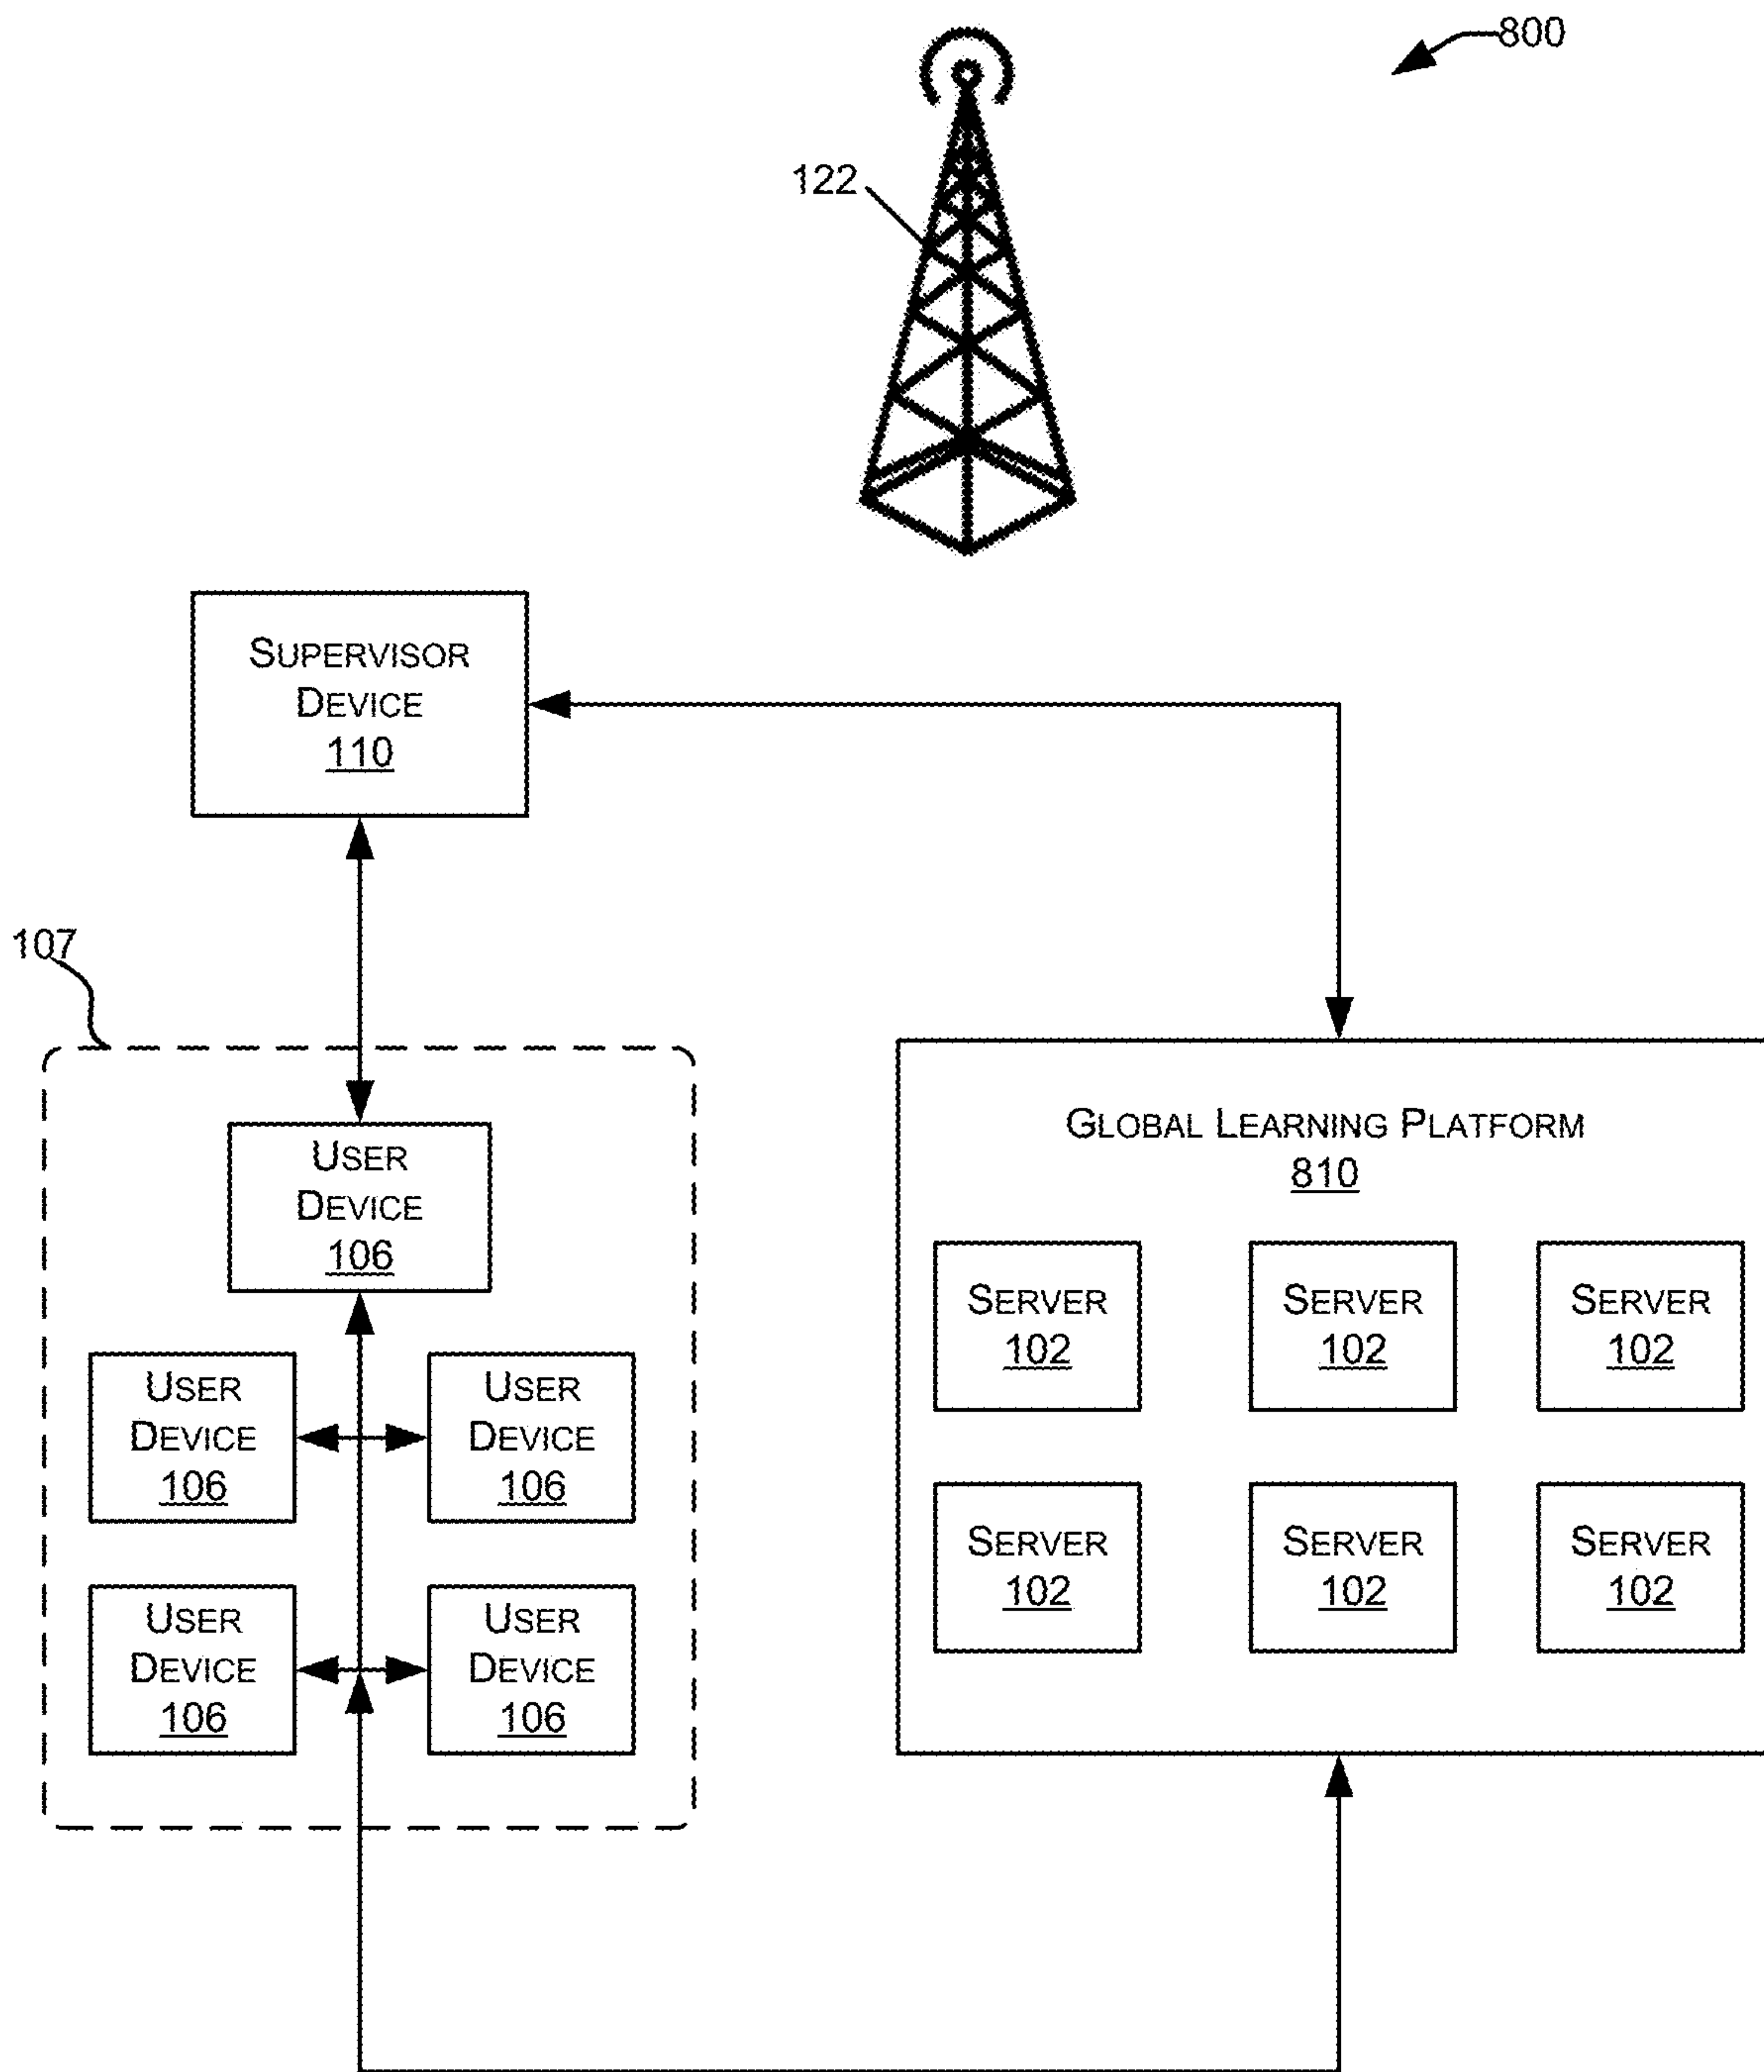 800
122
SUPERVISOR
DEVICE
110
107
USER
DEVICE
106
GLOBAL LEARNING PLATFORM
810
USER
DEVICE
106
USER
DEVICE
106
USER
DEVICE
106
USER
DEVICE
106
SERVER
102
SERVER
102
SERVER
102
SERVER
102
SERVER
102
SERVER
102